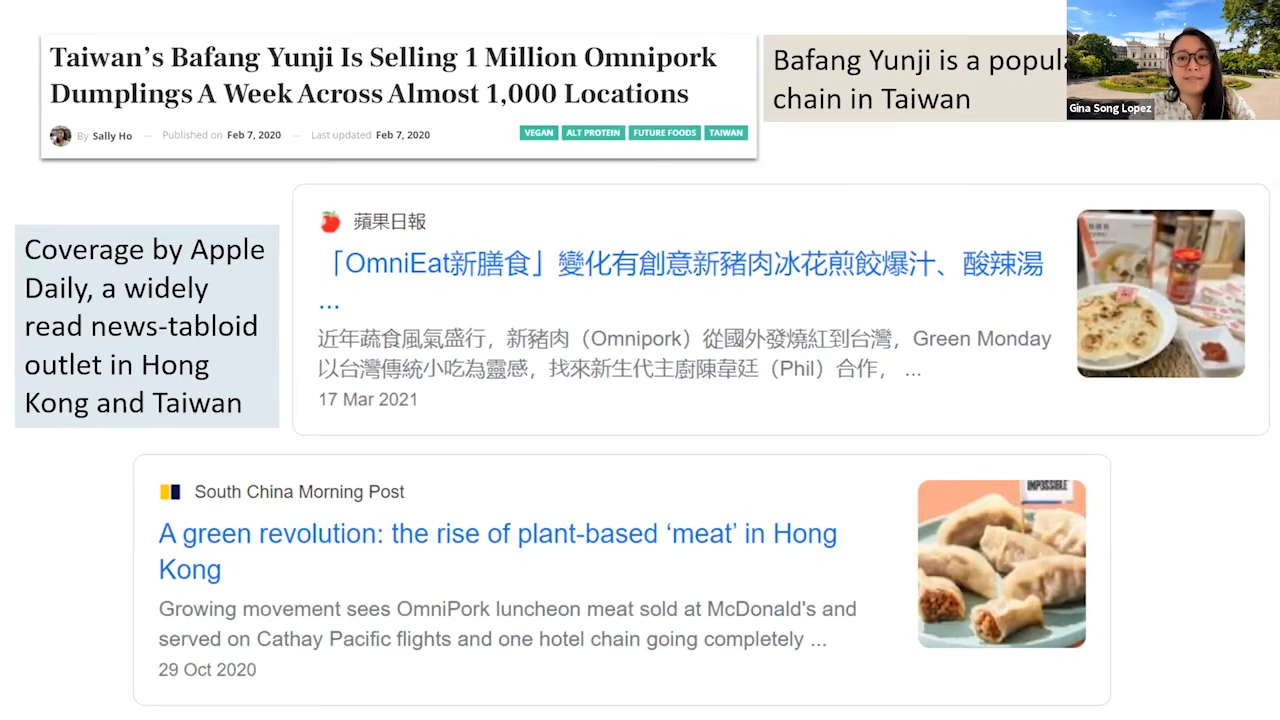 Taiwan's Bafang Yunji Is Selling 1 Million Omnipork
Dumplings A Week Across Almost 1,000 Locations
By Sally Ho — Published on Feb 7, 2020 — Last updated Feb 7, 2020
VEGAN ALT PROTEIN FUTURE FOODS TAIWAN
Bafang Yunji is a popula
chain in Taiwan
Gina Song Lopez
Coverage by Apple
Daily, a widely
read news-tabloid
outlet in Hong
Kong and Taiwan
蘋果日報
「OmniEat新膳食」變化有創意新豬肉冰花煎餃爆汁、酸辣湯
...
近年蔬食風氣盛行，新豬肉（Omnipork）從國外發燒紅到台灣，Green Monday
以台灣傳統小吃為靈感，找來新生代主廚陳韋廷（Phil）合作， ...
17 Mar 2021
South China Morning Post
A green revolution: the rise of plant-based ‘meat’ in Hong
Kong
Growing movement sees OmniPork luncheon meat sold at McDonald's and
served on Cathay Pacific flights and one hotel chain going completely ...
29 Oct 2020
IMPOSSIBLE